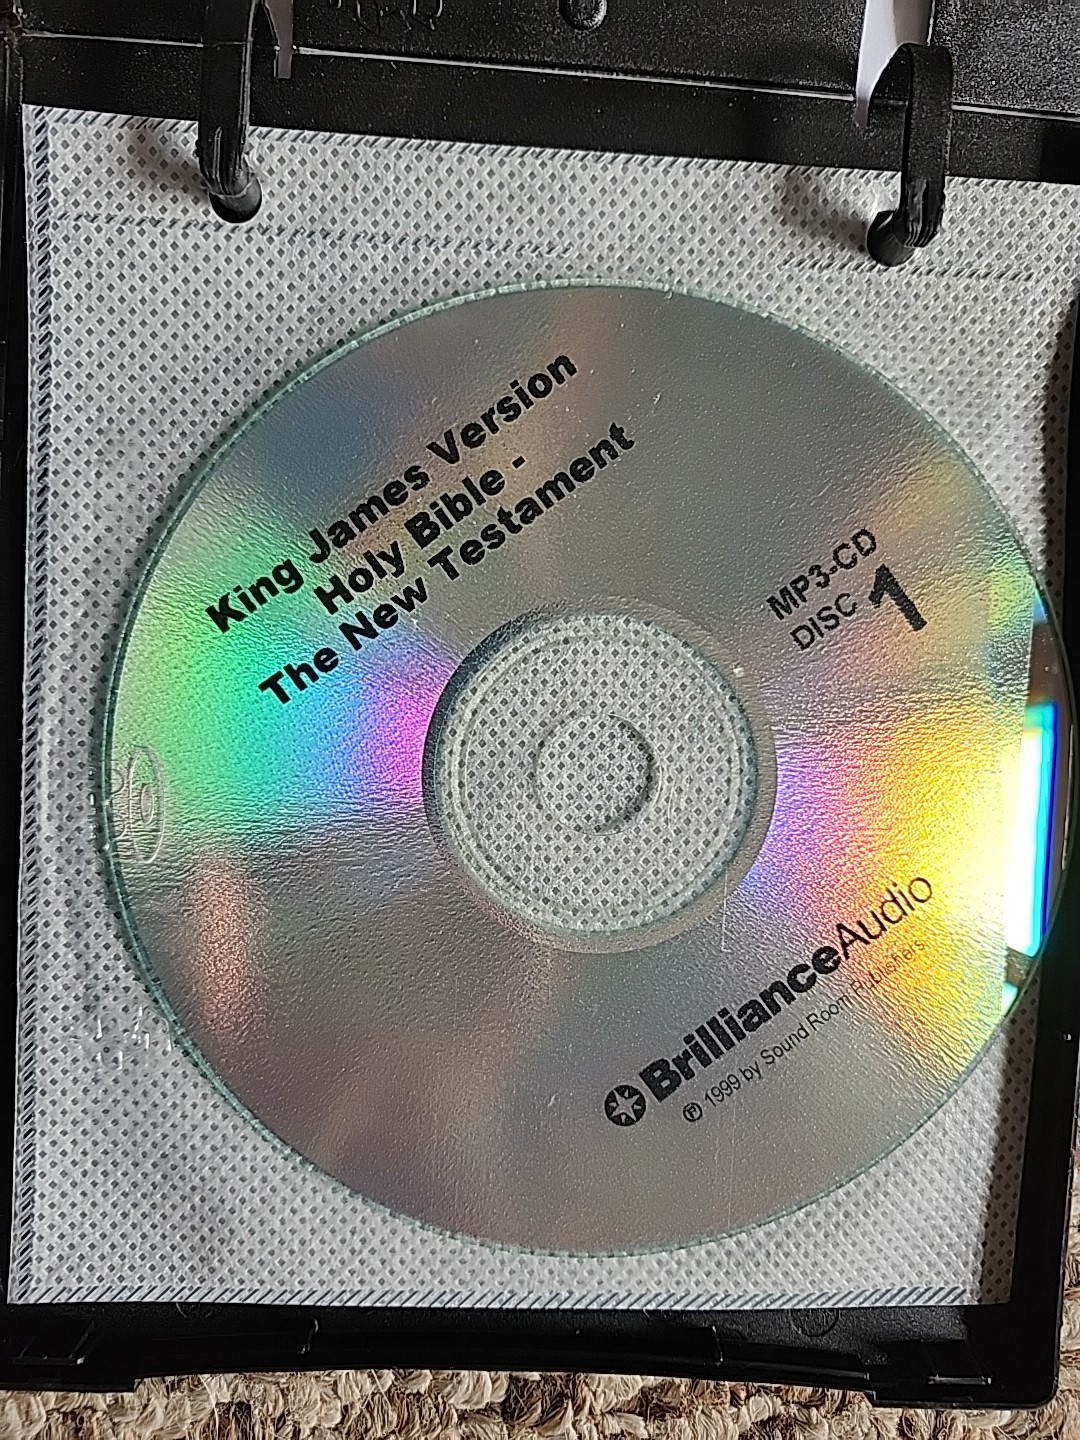 King James Version
Holy Bible -
The New Testament
MP3-CD
DISC 1
BrillianceAudio
℗ 1999 by Sound Room Publishers